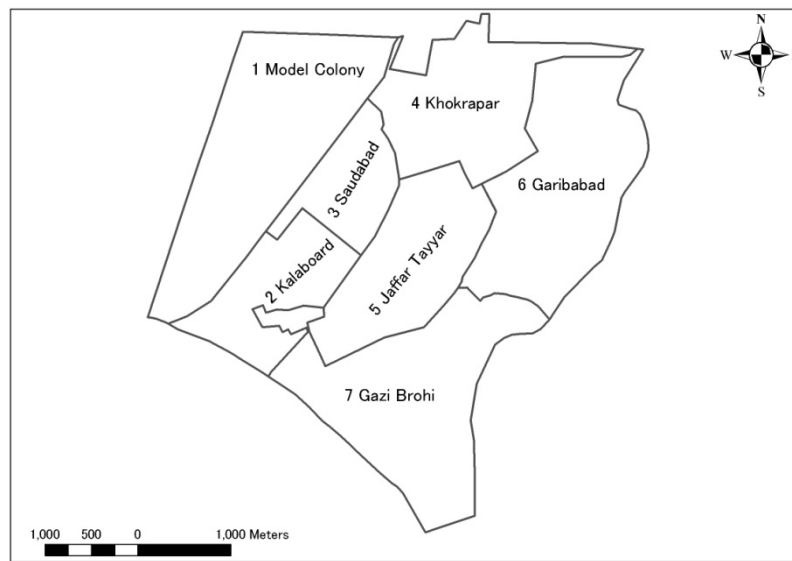 N
W
S
1 Model Colony
4 Khokrapar
3 Saudabad
6 Garibabad
2 Kalaboard
5 Jaffar Tayyar
7 Gazi Brohi
1,000 500 0 1,000 Meters